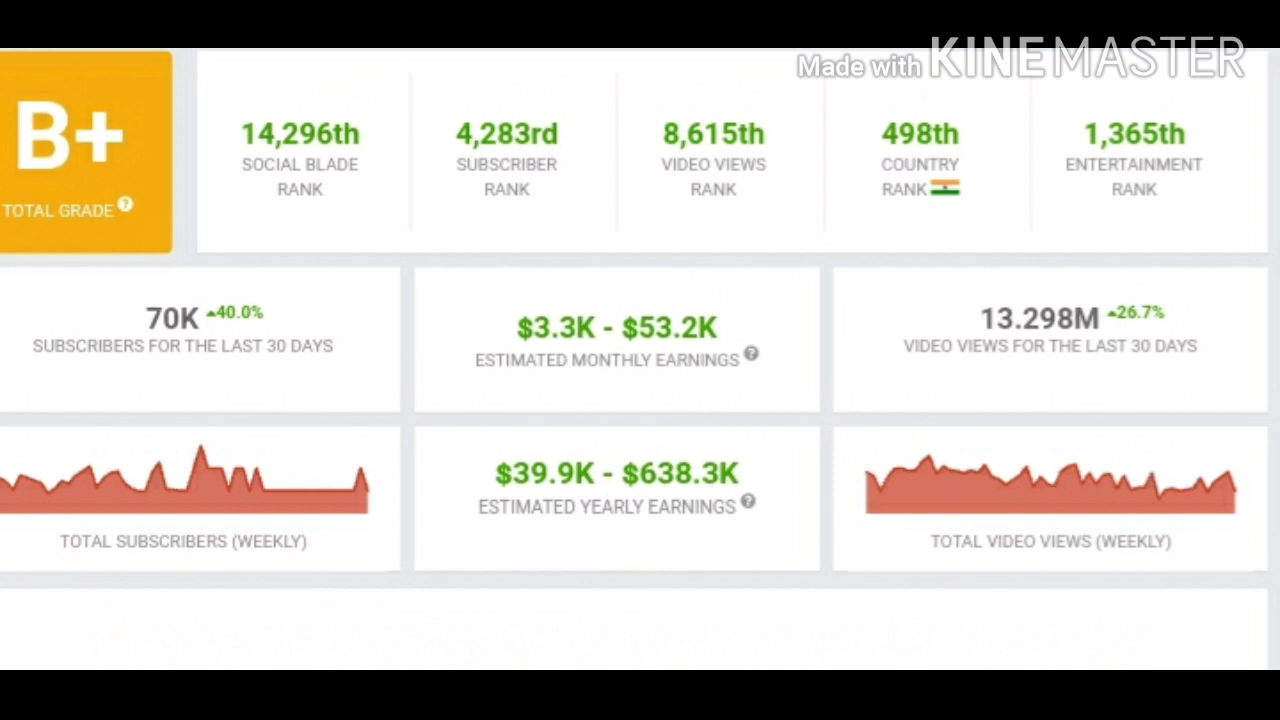 Made with KINEMASTER
B+
TOTAL GRADE ?
14,296th
SOCIAL BLADE
RANK
4,283rd
SUBSCRIBER
RANK
8,615th
VIDEO VIEWS
RANK
498th
COUNTRY
RANK
1,365th
ENTERTAINMENT
RANK
70K 40.0%
SUBSCRIBERS FOR THE LAST 30 DAYS
$3.3K - $53.2K
ESTIMATED MONTHLY EARNINGS ?
13.298M 26.7%
VIDEO VIEWS FOR THE LAST 30 DAYS
TOTAL SUBSCRIBERS (WEEKLY)
$39.9K - $638.3K
ESTIMATED YEARLY EARNINGS ?
TOTAL VIDEO VIEWS (WEEKLY)